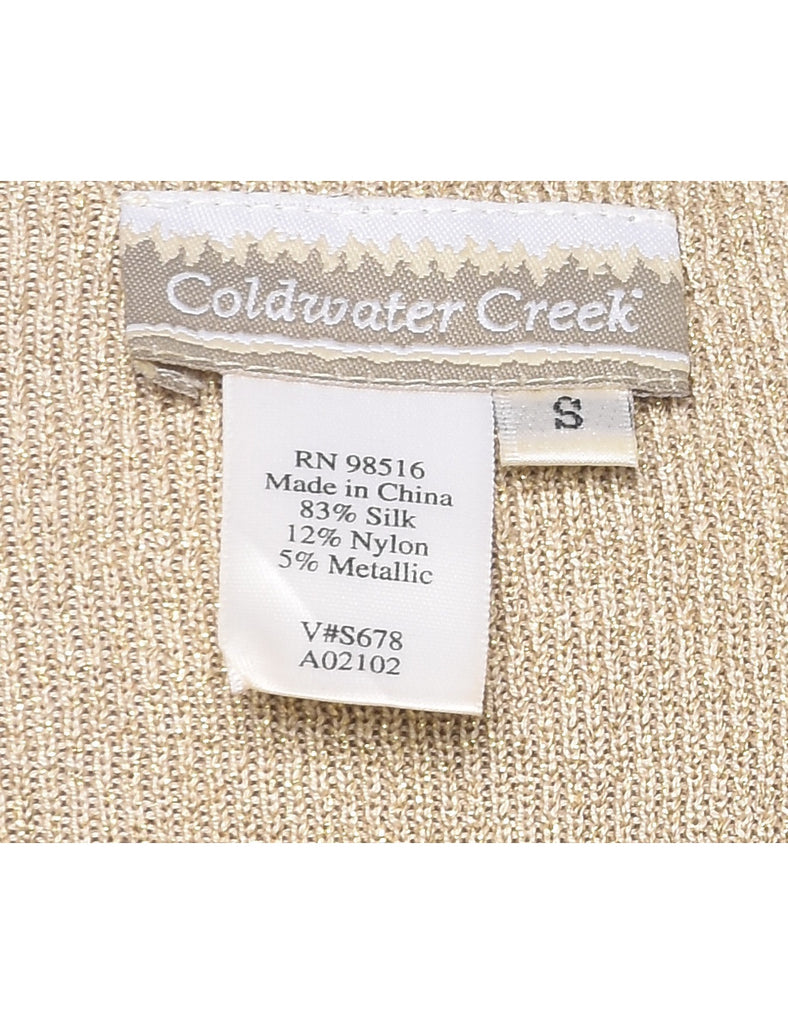 Coldwater Creek
S
RN 98516
Made in China
83% Silk
12% Nylon
5% Metallic
V#S678
A02102